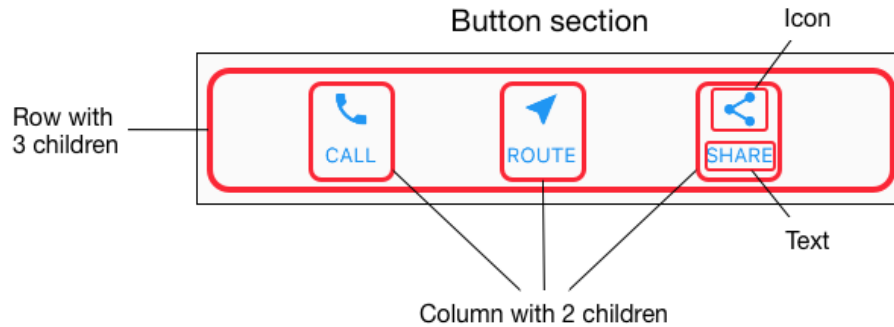 Button section
Icon
Row with
3 children
CALL
ROUTE
SHARE
Text
Column with 2 children